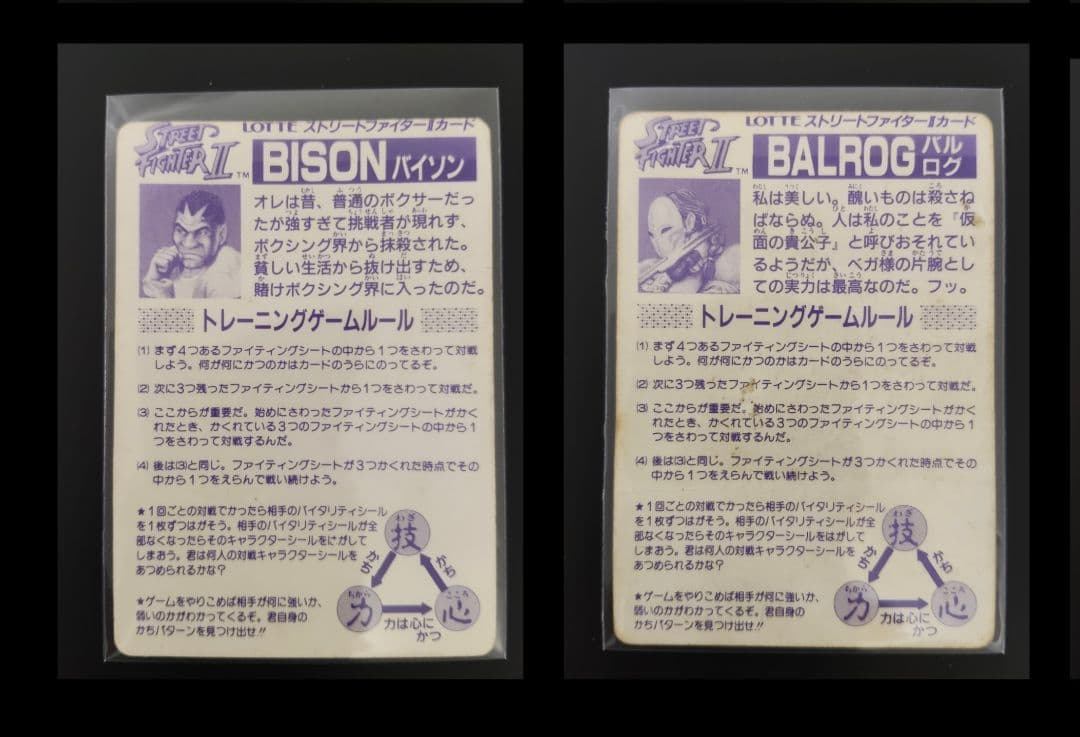 STREET FIGHTER II TM
LOTTE ストリートファイターIIカード
BISON バイソン
オレは昔、普通のボクサーだっ
たが強すぎて挑戦者が現れず、
ボクシング界から抹殺された。
貧しい生活から抜け出すため、
賭けボクシング界に入ったのだ。
トレーニングゲームルール
(1) まず4つあるファイティングシートの中から1つをさわって対戦
しよう。何が何にかつのかはカードのうらにのってるぞ。
(2) 次に3つ残ったファイティングシートから1つをさわって対戦だ。
(3) ここからが重要だ。始めにさわったファイティングシートがかく
れたとき、かくれている3つのファイティングシートの中から1
つをさわって対戦するんだ。
(4) 後は(3)と同じ。ファイティングシートが3つかくれた時点でその
中から1つをえらんで戦い続けよう。
★1回ごとの対戦でかったら相手のバイタリティシール
を1枚ずつはがそう。相手のバイタリティシールが全
部なくなったらそのキャラクターシールをはがして
しまおう。君は何人の対戦キャラクターシールを
あつめられるかな?
★ゲームをやりこめば相手が何に強いか、
弱いのかがわかってくるぞ。君自身の
かちパターンを見つけ出せ!!
わざ
技
かち
かち
ちから
力
こころ
心
力は心に
かつ
STREET FIGHTER II TM
LOTTE ストリートファイターIIカード
BALROG バルログ
私は美しい。醜いものは殺さね
ばならぬ。人は私のことを『仮
面の貴公子』と呼びおそれてい
るようだが、ベガ様の片腕とし
ての実力は最高なのだ。フッ。
トレーニングゲームルール
(1) まず4つあるファイティングシートの中から1つをさわって対戦
しよう。何が何にかつのかはカードのうらにのってるぞ。
(2) 次に3つ残ったファイティングシートから1つをさわって対戦だ。
(3) ここからが重要だ。始めにさわったファイティングシートがかく
れたとき、かくれている3つのファイティングシートの中から1
つをさわって対戦するんだ。
(4) 後は(3)と同じ。ファイティングシートが3つかくれた時点でその
中から1つをえらんで戦い続けよう。
★1回ごとの対戦でかったら相手のバイタリティシール
を1枚ずつはがそう。相手のバイタリティシールが全
部なくなったらそのキャラクターシールをはがして
しまおう。君は何人の対戦キャラクターシールを
あつめられるかな?
★ゲームをやりこめば相手が何に強いか、
弱いのかがわかってくるぞ。君自身の
かちパターンを見つけ出せ!!
わざ
技
かち
かち
ちから
力
こころ
心
力は心に
かつ